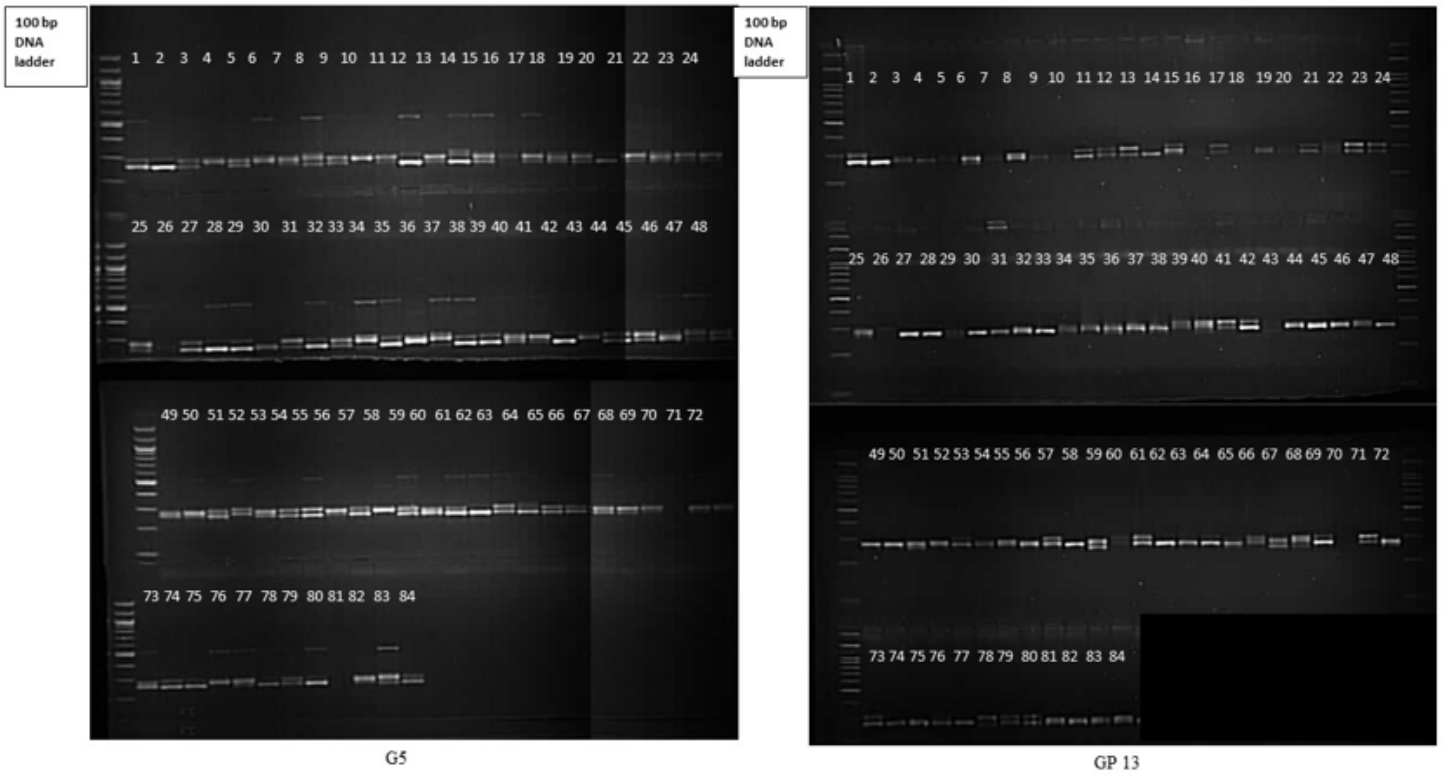 100 bp
DNA
ladder
1 2 3 4 5 6 7 8 9 10 11 12 13 14 15 16 17 18 19 20 21 22 23 24
25 26 27 28 29 30 31 32 33 34 35 36 37 38 39 40 41 42 43 44 45 46 47 48
49 50 51 52 53 54 55 56 57 58 59 60 61 62 63 64 65 66 67 68 69 70 71 72
73 74 75 76 77 78 79 80 81 82 83 84
G5
100 bp
DNA
ladder
1 2 3 4 5 6 7 8 9 10 11 12 13 14 15 16 17 18 19 20 21 22 23 24
25 26 27 28 29 30 31 32 33 34 35 36 37 38 39 40 41 42 43 44 45 46 47 48
49 50 51 52 53 54 55 56 57 58 59 60 61 62 63 64 65 66 67 68 69 70 71 72
73 74 75 76 77 78 79 80 81 82 83 84
GP 13